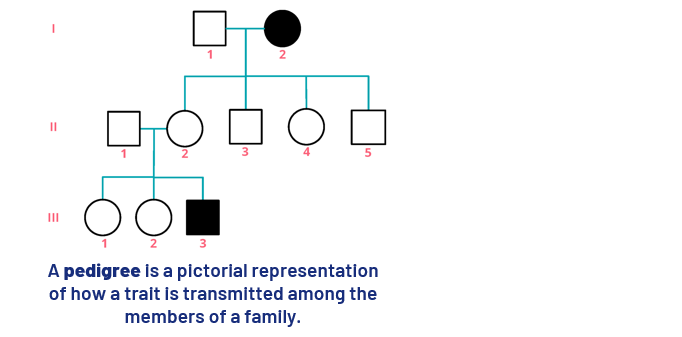 I
1 2
II
1 2 3 4 5
III
1 2 3
A pedigree is a pictorial representation
of how a trait is transmitted among the
members of a family.